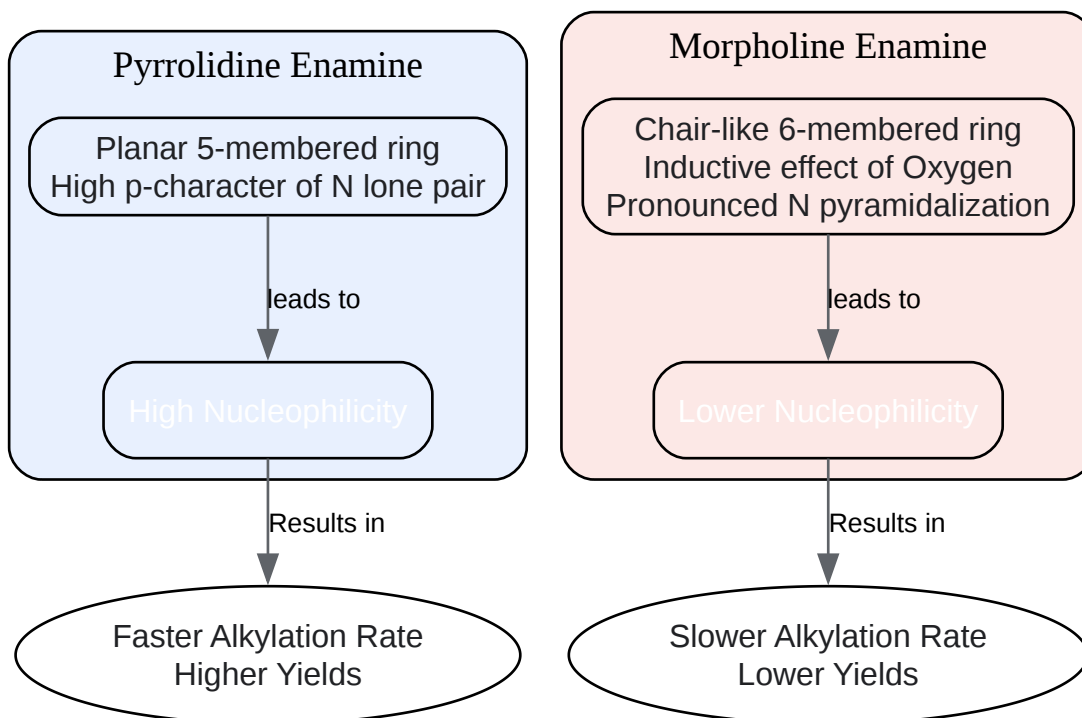 Pyrrolidine Enamine
Planar 5-membered ring
High p-character of N lone pair
leads to
High Nucleophilicity
Results in
Faster Alkylation Rate
Higher Yields
Morpholine Enamine
Chair-like 6-membered ring
Inductive effect of Oxygen
Pronounced N pyramidalization
leads to
Lower Nucleophilicity
Results in
Slower Alkylation Rate
Lower Yields